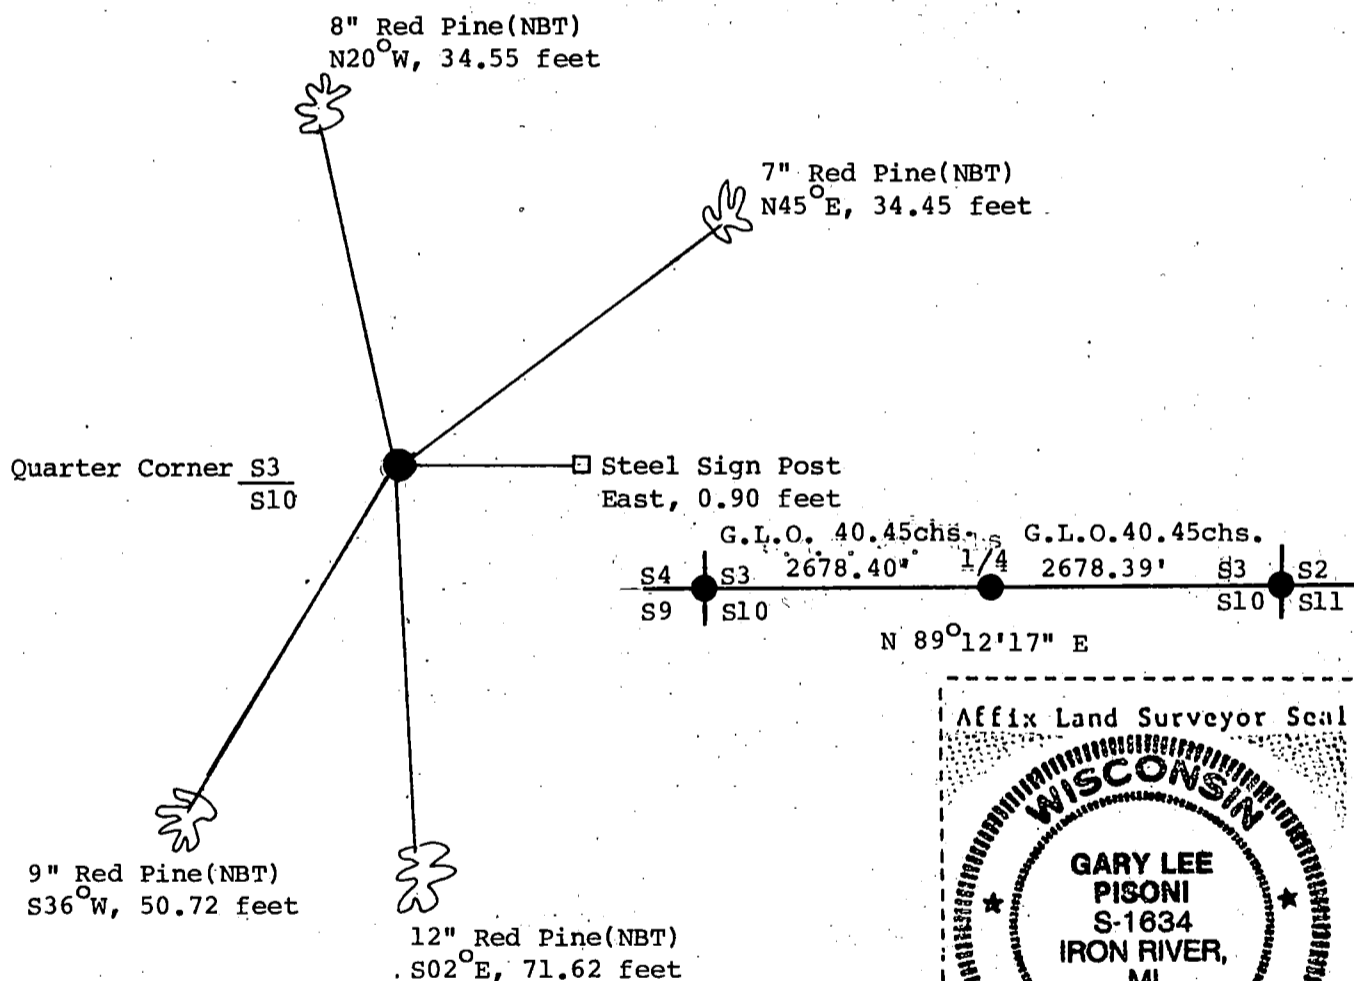 8" Red Pine(NBT)
N20°W, 34.55 feet
7" Red Pine(NBT)
N45°E, 34.45 feet
Quarter Corner S3
S10
Steel Sign Post
East, 0.90 feet
G.L.O. 40.45chs. G.L.O.40.45chs.
S4 S3 2678.40" 1/4 2678.39' S3 S2
S9 S10 S10 S11
N 89°12'17" E
Affix Land Surveyor Seal
WISCONSIN
GARY LEE
PISONI
S-1634
IRON RIVER,
MI
9" Red Pine(NBT)
S36°W, 50.72 feet
12" Red Pine(NBT)
S02°E, 71.62 feet